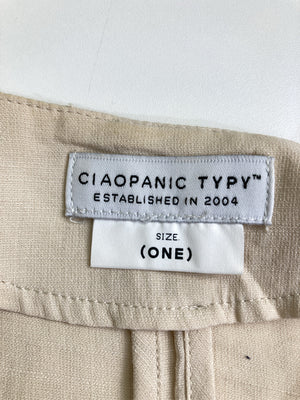 CIAOPANIC TYPY™
ESTABLISHED IN 2004
SIZE
(ONE)